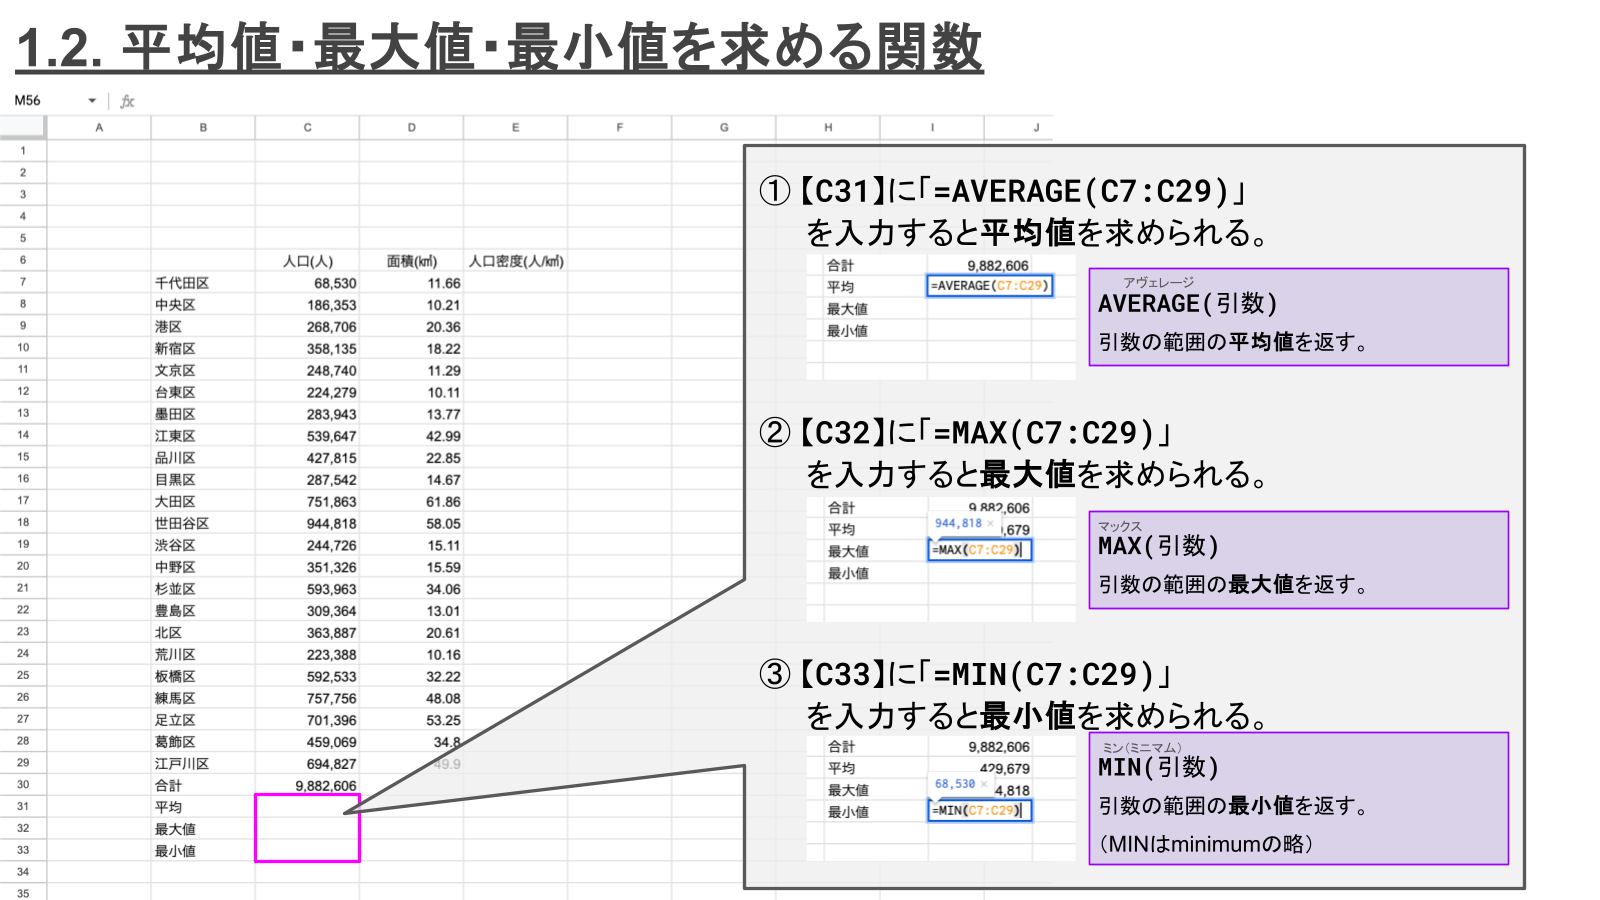 1.2. 平均値・最大値・最小値を求める関数
M56 fx
A B C D E F G H I J
1
2
3
4
5
6 人口(人) 面積(㎢) 人口密度(人/㎢)
7 千代田区 68,530 11.66
8 中央区 186,353 10.21
9 港区 268,706 20.36
10 新宿区 358,135 18.22
11 文京区 248,740 11.29
12 台東区 224,279 10.11
13 墨田区 283,943 13.77
14 江東区 539,647 42.99
15 品川区 427,815 22.85
16 目黒区 287,542 14.67
17 大田区 751,863 61.86
18 世田谷区 944,818 58.05
19 渋谷区 244,726 15.11
20 中野区 351,326 15.59
21 杉並区 593,963 34.06
22 豊島区 309,364 13.01
23 北区 363,887 20.61
24 荒川区 223,388 10.16
25 板橋区 592,533 32.22
26 練馬区 757,756 48.08
27 足立区 701,396 53.25
28 葛飾区 459,069 34.8
29 江戸川区 694,827 49.9
30 合計 9,882,606
31 平均
32 最大値
33 最小値
34
35
①【C31】に「=AVERAGE(C7:C29)」
を入力すると平均値を求められる。
合計 9,882,606
平均 =AVERAGE(C7:C29)
最大値
最小値
アヴェレージ
AVERAGE(引数)
引数の範囲の平均値を返す。
②【C32】に「=MAX(C7:C29)」
を入力すると最大値を求められる。
合計 9,882,606
944,818 ×
平均 ,679
最大値 =MAX(C7:C29)
最小値
マックス
MAX(引数)
引数の範囲の最大値を返す。
③【C33】に「=MIN(C7:C29)」
を入力すると最小値を求められる。
合計 9,882,606
平均 429,679
68,530 ×
最大値 4,818
最小値 =MIN(C7:C29)
ミン(ミニマム)
MIN(引数)
引数の範囲の最小値を返す。
(MINはminimumの略)